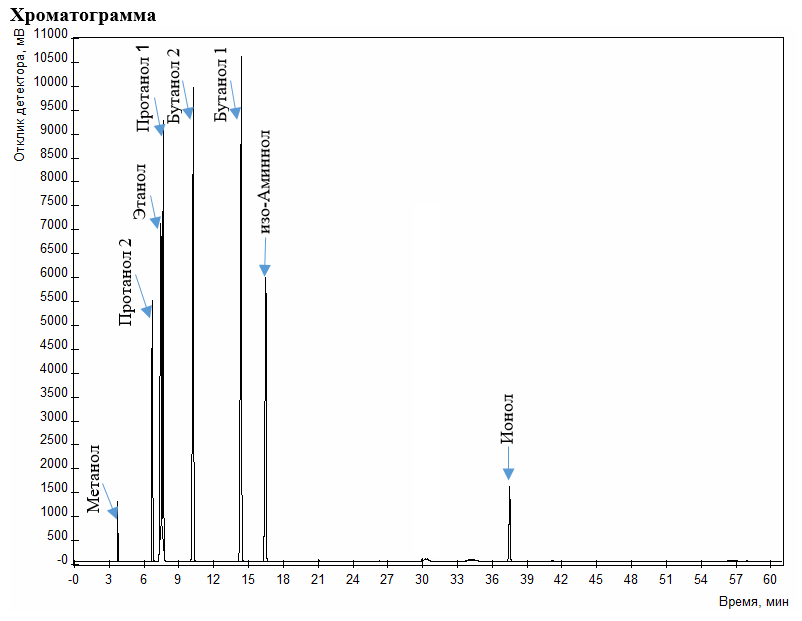 Хроматограмма
Отклик детектора, мВ
11000
10500
10000
9500
9000
8500
8000
7500
7000
6500
6000
5500
5000
4500
4000
3500
3000
2500
2000
1500
1000
500
-0
Метанол
Протанол 2
Этанол
Протанол 1
Бутанол 2
Бутанол 1
изо-Аминнол
Ионол
-0 3 6 9 12 15 18 21 24 27 30 33 36 39 42 45 48 51 54 57 60
Время, мин